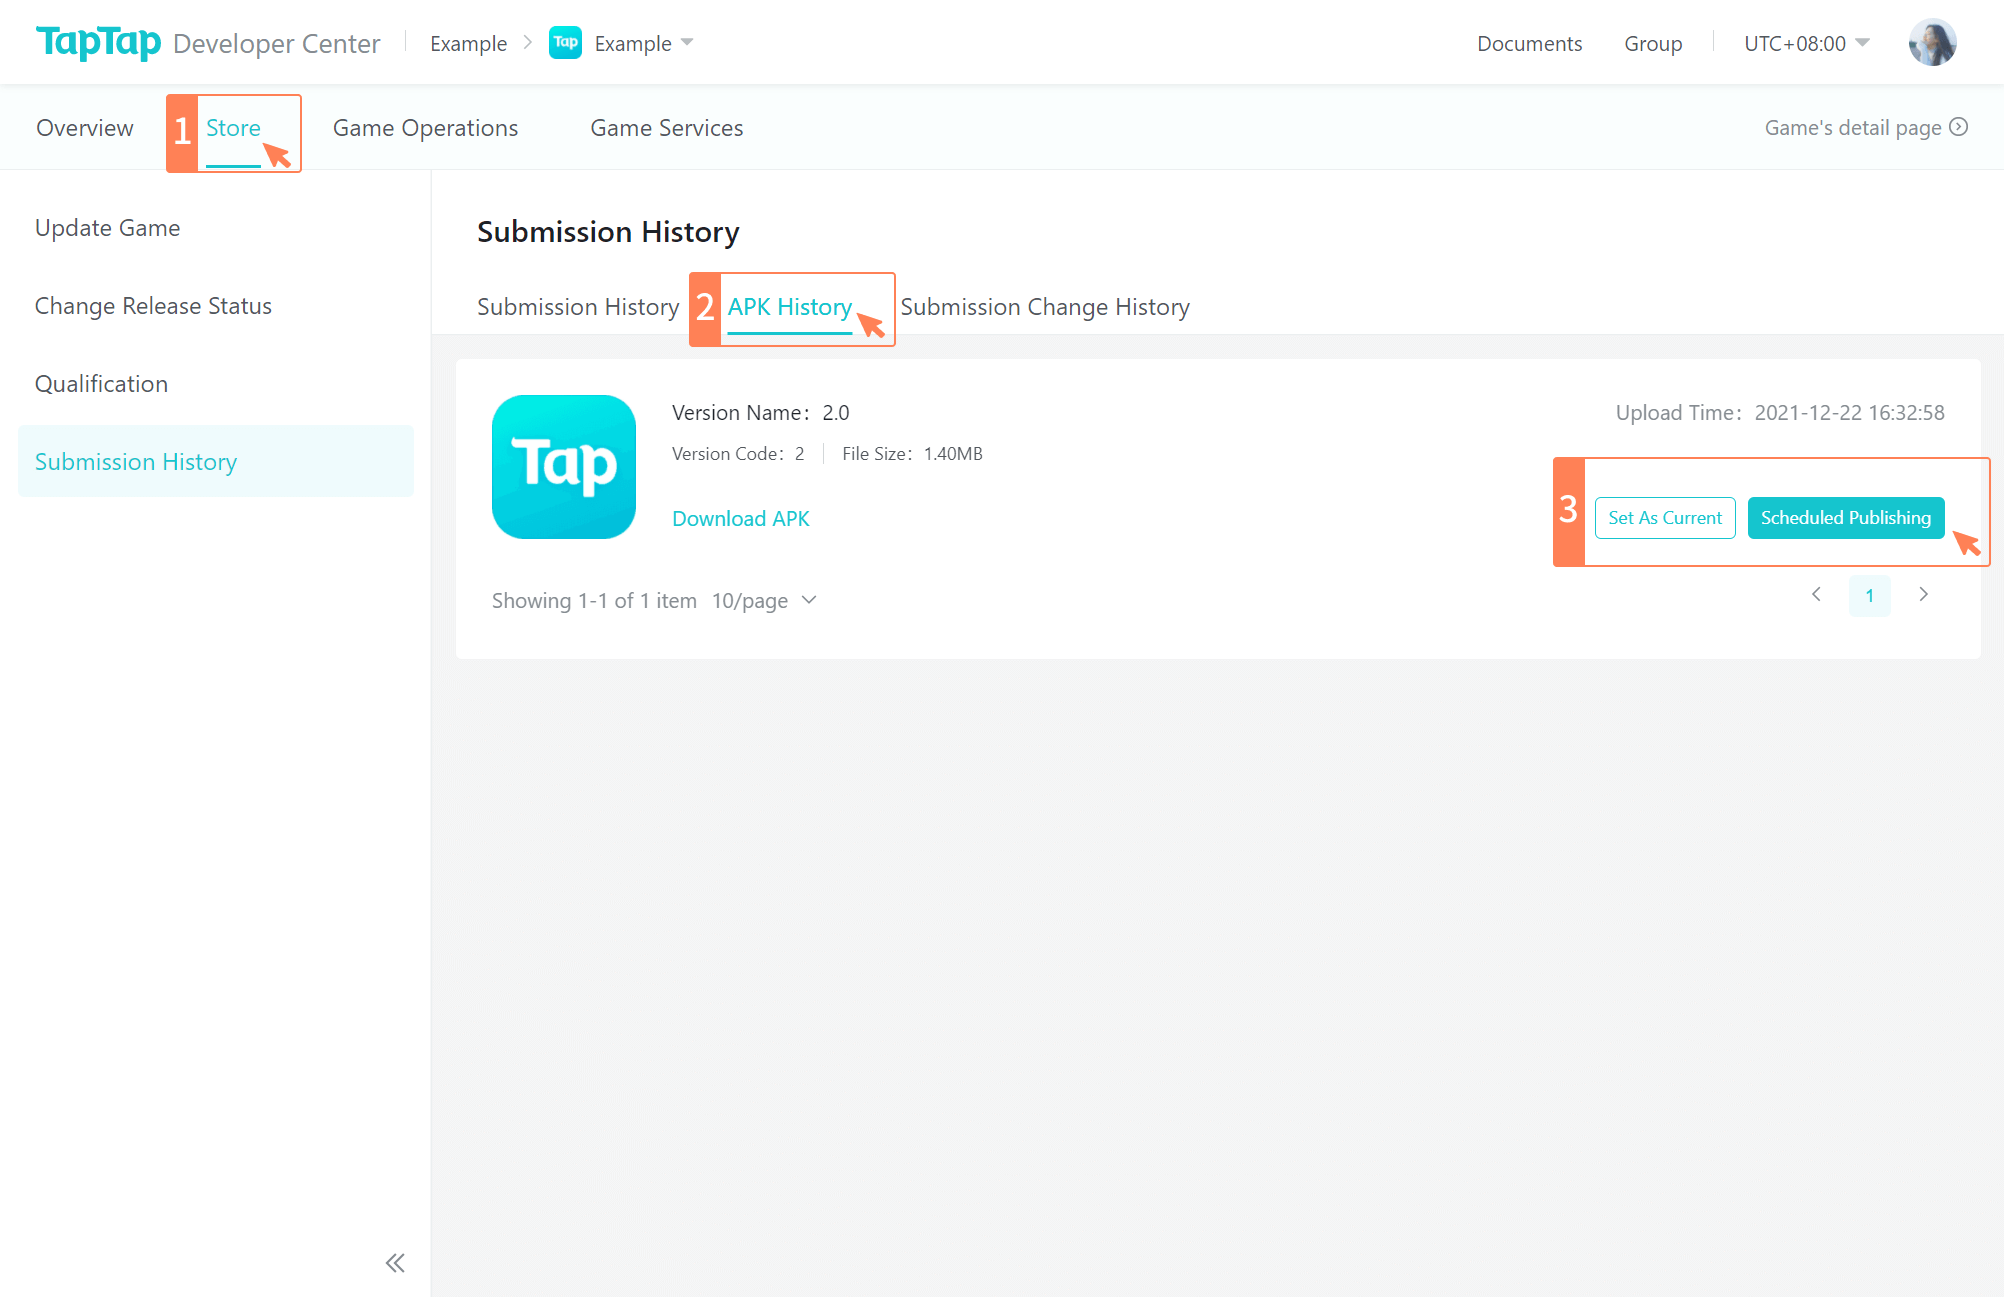 TapTap Developer Center Example Tap Example Documents Group UTC+08:00
Overview 1 Store Game Operations Game Services Game's detail page
Update Game
Change Release Status
Qualification
Submission History
Submission History
Submission History 2 APK History Submission Change History
Tap
Version Name: 2.0 Upload Time: 2021-12-22 16:32:58
Version Code: 2 File Size: 1.40MB
Download APK 3 Set As Current Scheduled Publishing
Showing 1-1 of 1 item 10/page 1